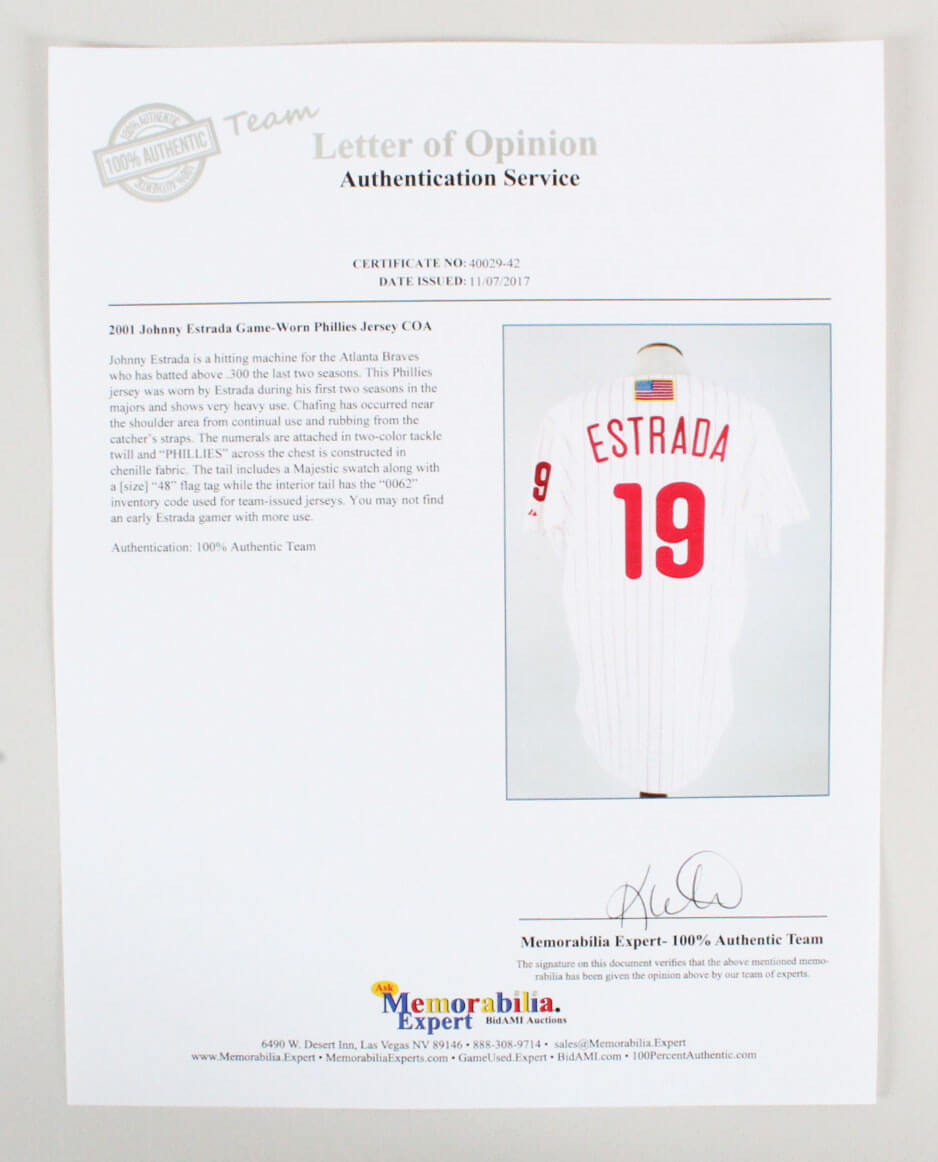 100% AUTHENTIC
100% AUTHENTIC
100% AUTHENTIC
Team
Letter of Opinion
Authentication Service
CERTIFICATE NO: 40029-42
DATE ISSUED: 11/07/2017
2001 Johnny Estrada Game-Worn Phillies Jersey COA
Johnny Estrada is a hitting machine for the Atlanta Braves
who has batted above .300 the last two seasons. This Phillies
jersey was worn by Estrada during his first two seasons in the
majors and shows very heavy use. Chafing has occurred near
the shoulder area from continual use and rubbing from the
catcher's straps. The numerals are attached in two-color tackle
twill and “PHILLIES” across the chest is constructed in
chenille fabric. The tail includes a Majestic swatch along with
a [size] “48” flag tag while the interior tail has the “0062”
inventory code used for team-issued jerseys. You may not find
an early Estrada gamer with more use.
Authentication: 100% Authentic Team
ESTRADA
9
19
Memorabilia Expert- 100% Authentic Team
The signature on this document verifies that the above mentioned memo-
rabilia has been given the opinion above by our team of experts.
Ask
Memorabilia.
Expert BidAMI Auctions
6490 W. Desert Inn, Las Vegas NV 89146 • 888-308-9714 • sales@Memorabilia.Expert
www.Memorabilia.Expert • MemorabiliaExperts.com • GameUsed.Expert • BidAMI.com • 100PercentAuthentic.com